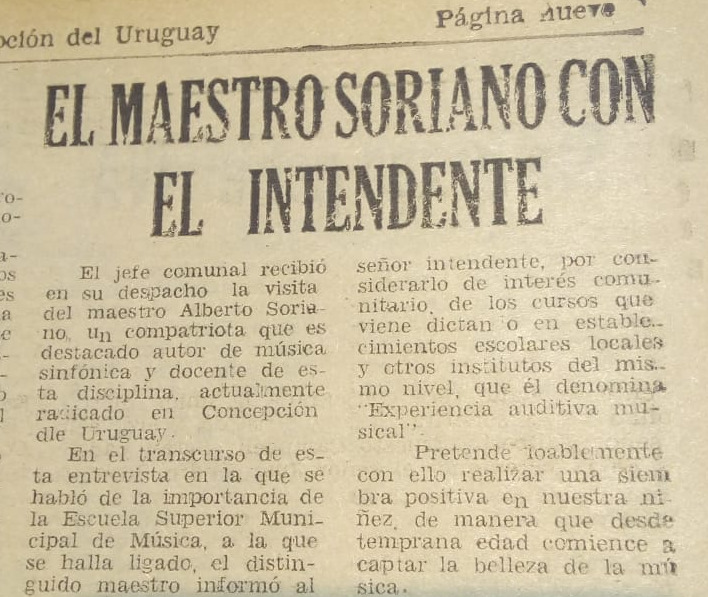 oción del Uruguay
Página Nueve
EL MAESTRO SORIANO CON
EL INTENDENTE
El jefe comunal recibió
en su despacho la visita
del maestro Alberto Soria-
no, un compatriota que es
destacado autor de música
sinfónica y docente de es-
ta disciplina, actualmente
radicado en Concepción
dle Uruguay.
En el transcurso de es-
ta entrevista en la que se
habló de la importancia de
la Escuela Superior Muni-
cipal de Música, a la que
se halla ligado, el distin-
guido maestro informó al
señor intendente, por con-
siderarlo de interés comu-
nitario, de los cursos que
viene dictan o en estable-
cimientos escolares locales
y otros institutos del mis-
mo nivel, que él denomina
"Experiencia auditiva mu-
sical".
Pretende loablemente
con ello realizar una siem
bra positiva en nuestra ni-
ñez, de manera que desde
temprana edad comience a
captar la belleza de la mú
sica.